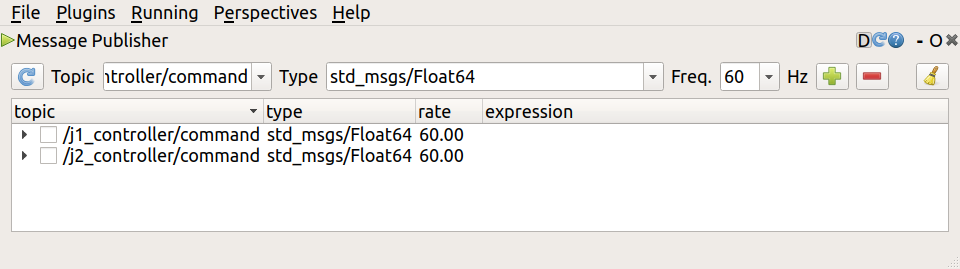 File Plugins Running Perspectives Help
Message Publisher D - O
Topic ntroller/command Type std_msgs/Float64 Freq. 60 Hz
topic type rate expression
/j1_controller/command std_msgs/Float64 60.00
/j2_controller/command std_msgs/Float64 60.00